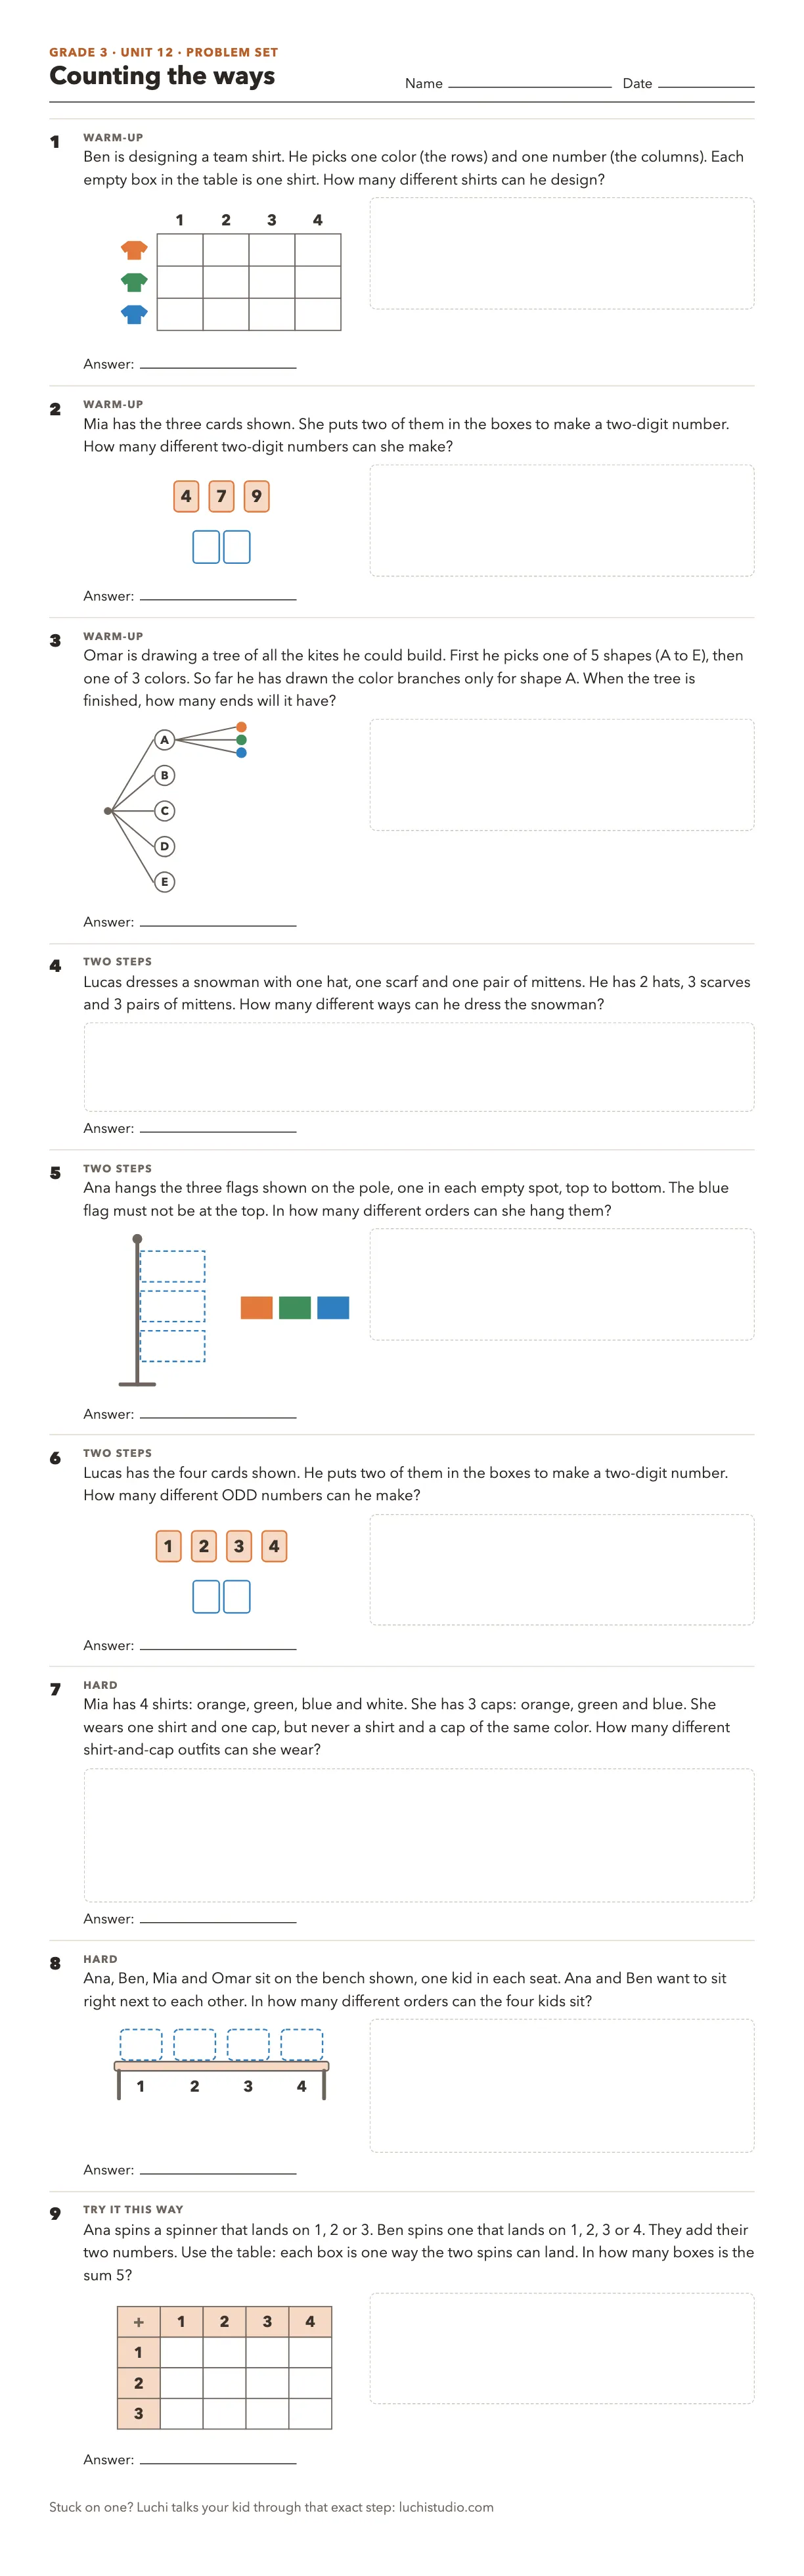 GRADE 3 · UNIT 12 · PROBLEM SET
Counting the ways
Name
Date
1
WARM-UP
Ben is designing a team shirt. He picks one color (the rows) and one number (the columns). Each
empty box in the table is one shirt. How many different shirts can he design?
1 2 3 4
Answer:
2
WARM-UP
Mia has the three cards shown. She puts two of them in the boxes to make a two-digit number.
How many different two-digit numbers can she make?
4 7 9
Answer:
3
WARM-UP
Omar is drawing a tree of all the kites he could build. First he picks one of 5 shapes (A to E), then
one of 3 colors. So far he has drawn the color branches only for shape A. When the tree is
finished, how many ends will it have?
A
B
C
D
E
Answer:
4
TWO STEPS
Lucas dresses a snowman with one hat, one scarf and one pair of mittens. He has 2 hats, 3 scarves
and 3 pairs of mittens. How many different ways can he dress the snowman?
Answer:
5
TWO STEPS
Ana hangs the three flags shown on the pole, one in each empty spot, top to bottom. The blue
flag must not be at the top. In how many different orders can she hang them?
Answer:
6
TWO STEPS
Lucas has the four cards shown. He puts two of them in the boxes to make a two-digit number.
How many different ODD numbers can he make?
1 2 3 4
Answer:
7
HARD
Mia has 4 shirts: orange, green, blue and white. She has 3 caps: orange, green and blue. She
wears one shirt and one cap, but never a shirt and a cap of the same color. How many different
shirt-and-cap outfits can she wear?
Answer:
8
HARD
Ana, Ben, Mia and Omar sit on the bench shown, one kid in each seat. Ana and Ben want to sit
right next to each other. In how many different orders can the four kids sit?
1 2 3 4
Answer:
9
TRY IT THIS WAY
Ana spins a spinner that lands on 1, 2 or 3. Ben spins one that lands on 1, 2, 3 or 4. They add their
two numbers. Use the table: each box is one way the two spins can land. In how many boxes is the
sum 5?
+ 1 2 3 4
1
2
3
Answer:
Stuck on one? Luchi talks your kid through that exact step: luchistudio.com